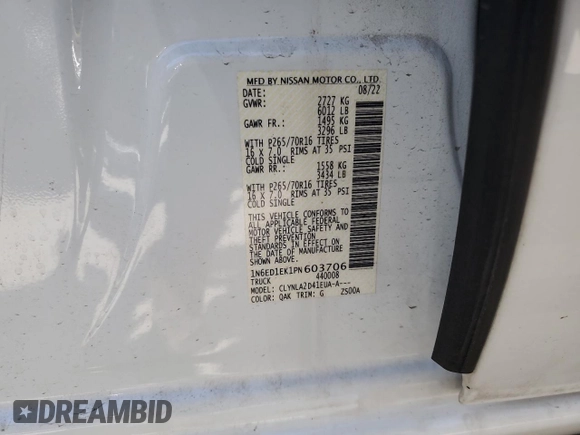 MFD BY NISSAN MOTOR CO., LTD.
DATE: 08/22
GVWR: 2727 KG
6012 LB
GAWR FR.: 1495 KG
3296 LB
WITH P265/70R16 TIRES
16 X 7.0 RIMS AT 35 PSI
COLD SINGLE
GAWR RR.: 1558 KG
3434 LB
WITH P265/70R16 TIRES
16 X 7.0 RIMS AT 35 PSI
COLD SINGLE
THIS VEHICLE CONFORMS TO
ALL APPLICABLE FEDERAL
MOTOR VEHICLE SAFETY AND
THEFT PREVENTION
STANDARDS IN EFFECT ON
THE DATE OF MANUFACTURE
SHOWN ABOVE.
1N6ED1EK1PN603706
TRUCK 440008
MODEL: CLYNLA2D41EUA-A---
COLOR: QAK TRIM: G ZS00A
DREAMBID